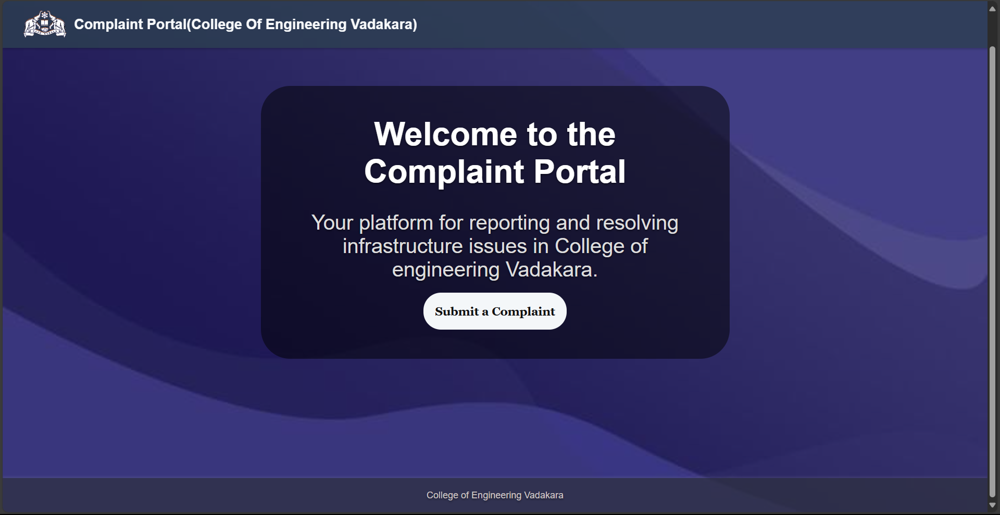 Complaint Portal(College Of Engineering Vadakara)
Welcome to the
Complaint Portal
Your platform for reporting and resolving
infrastructure issues in College of
engineering Vadakara.
Submit a Complaint
College of Engineering Vadakara